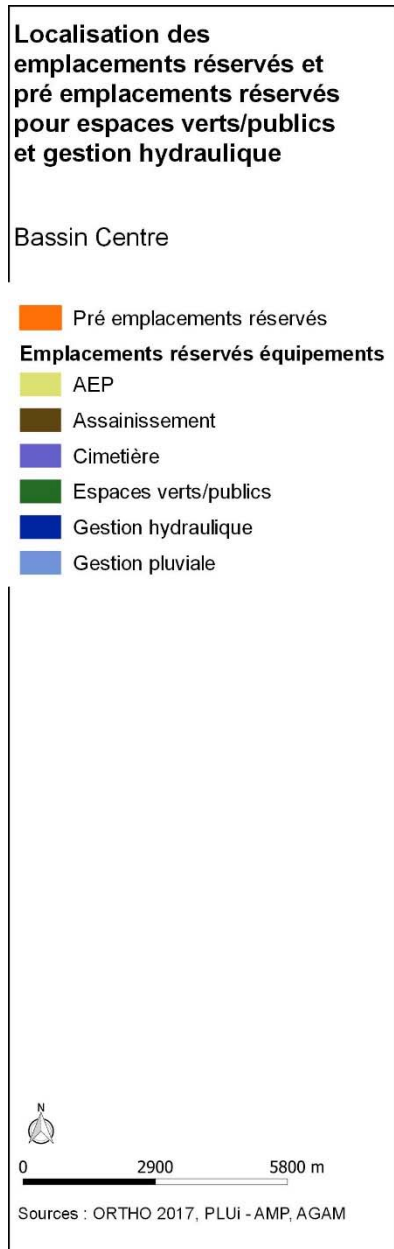 Localisation des
emplacements réservés et
pré emplacements réservés
pour espaces verts/publics
et gestion hydraulique
Bassin Centre
Pré emplacements réservés
Emplacements réservés équipements
AEP
Assainissement
Cimetière
Espaces verts/publics
Gestion hydraulique
Gestion pluviale
N
0 2900 5800 m
Sources : ORTHO 2017, PLUi - AMP, AGAM